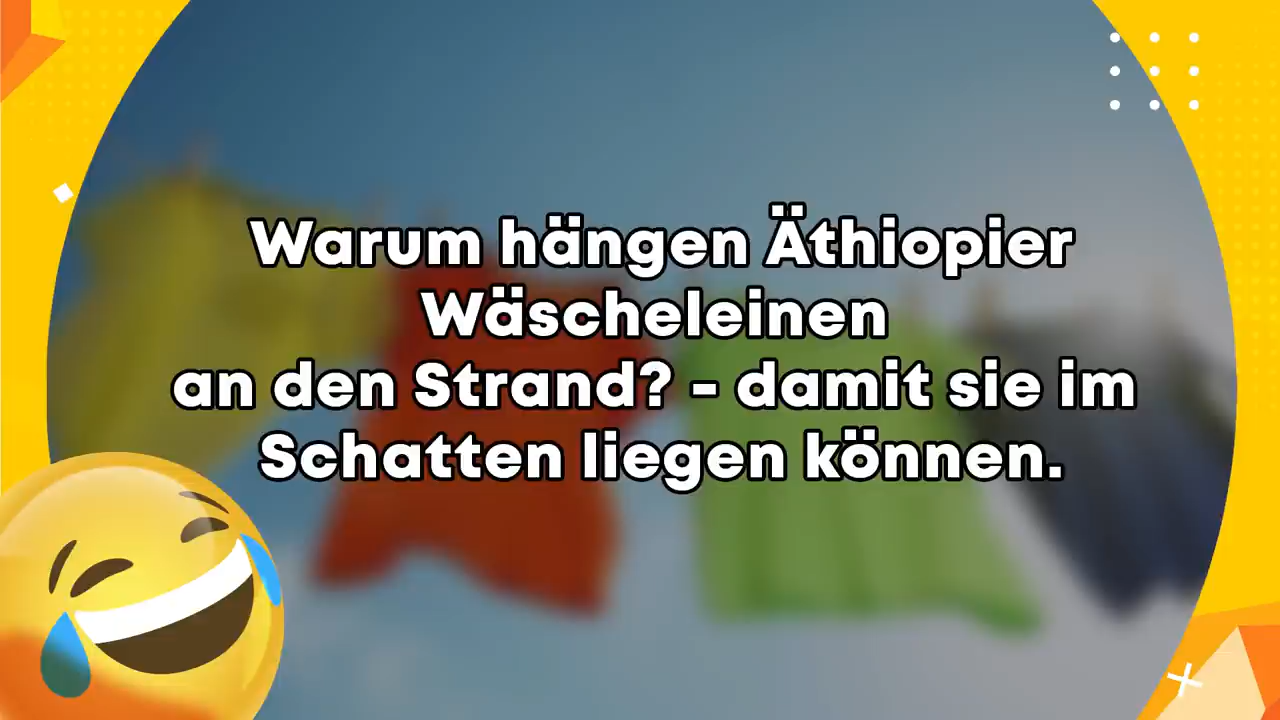 Warum hängen Äthiopier
Wäscheleinen
an den Strand? - damit sie im
Schatten liegen können.